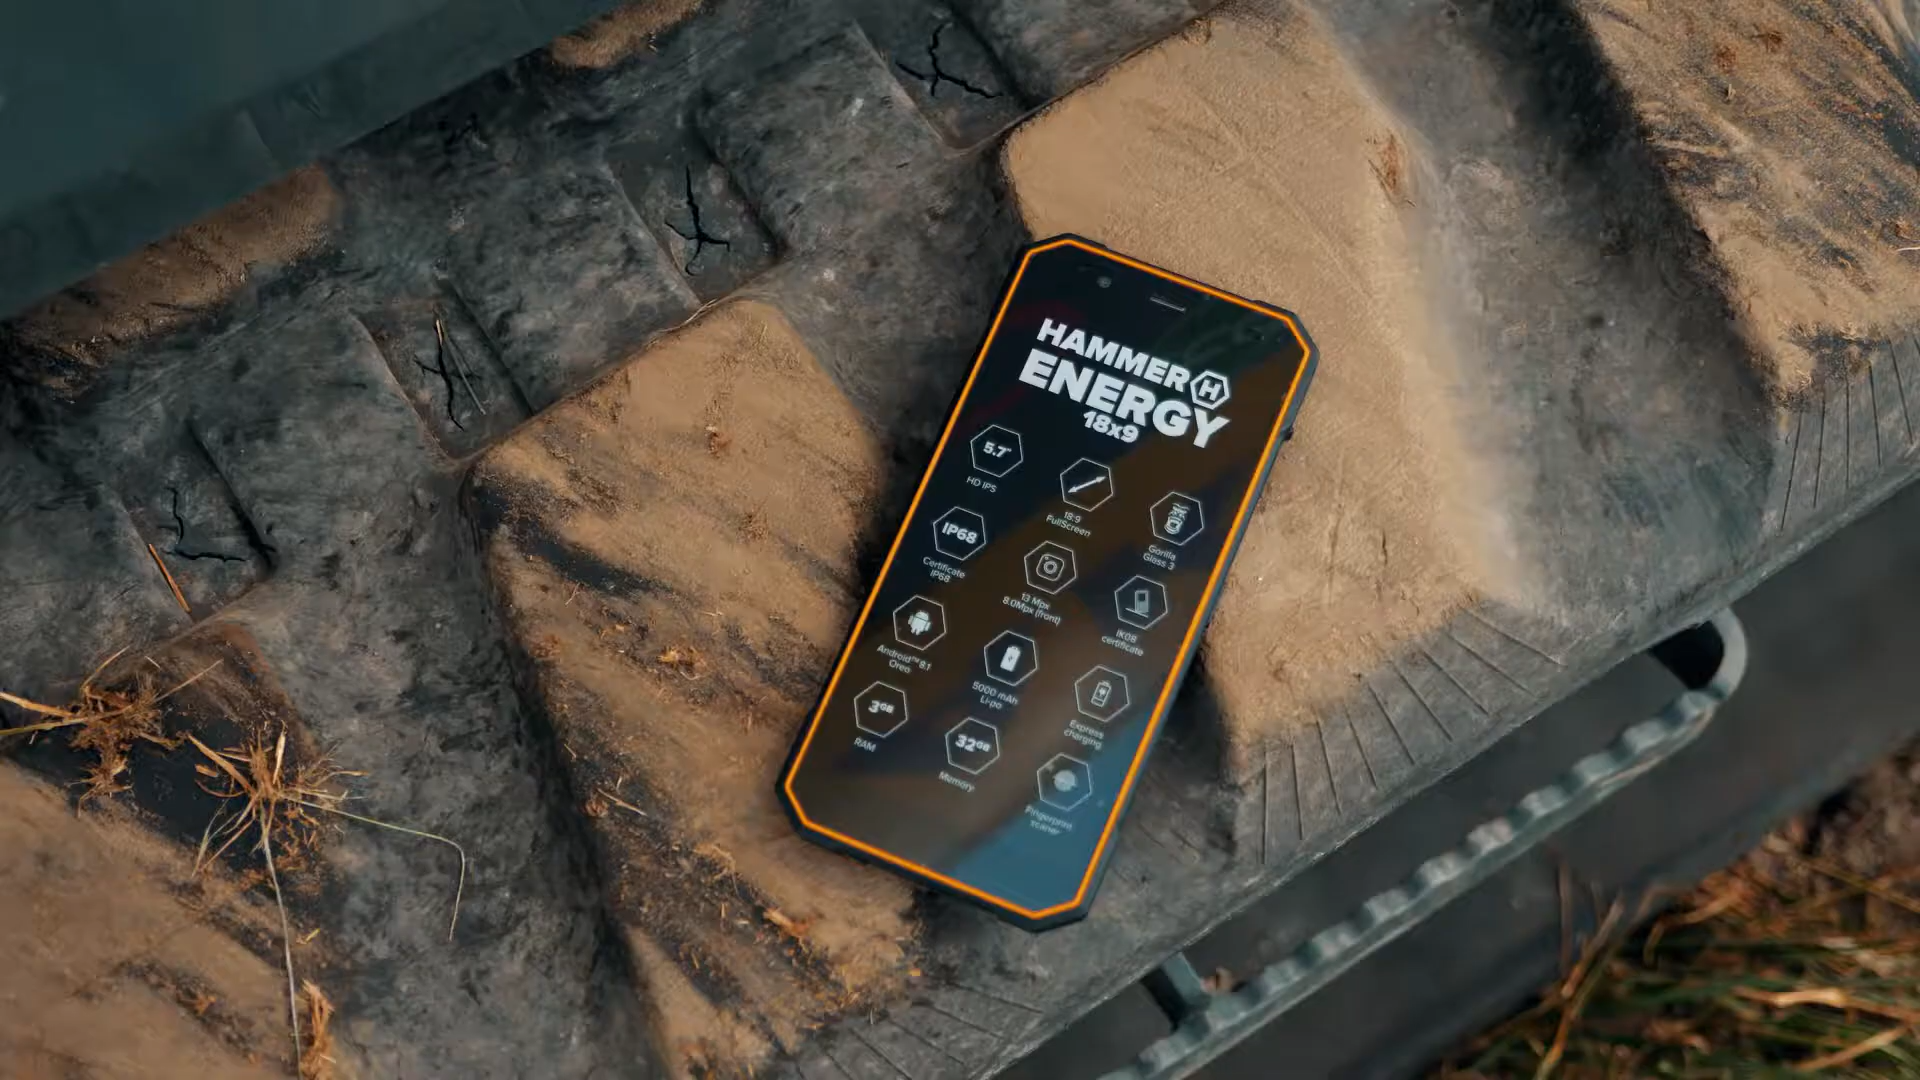 HAMMER H
ENERGY
18x9
5.7"
HD IPS
18:9
FullScreen
Gorilla
Glass 3
IP68
Certificate
IP68
13 Mpx
8.0Mpx (front)
IK08
certificate
Android™ 8.1
Oreo
5000 mAh
Li-po
Express
charging
3GB
RAM
32GB
Memory
Fingerprint
scaner